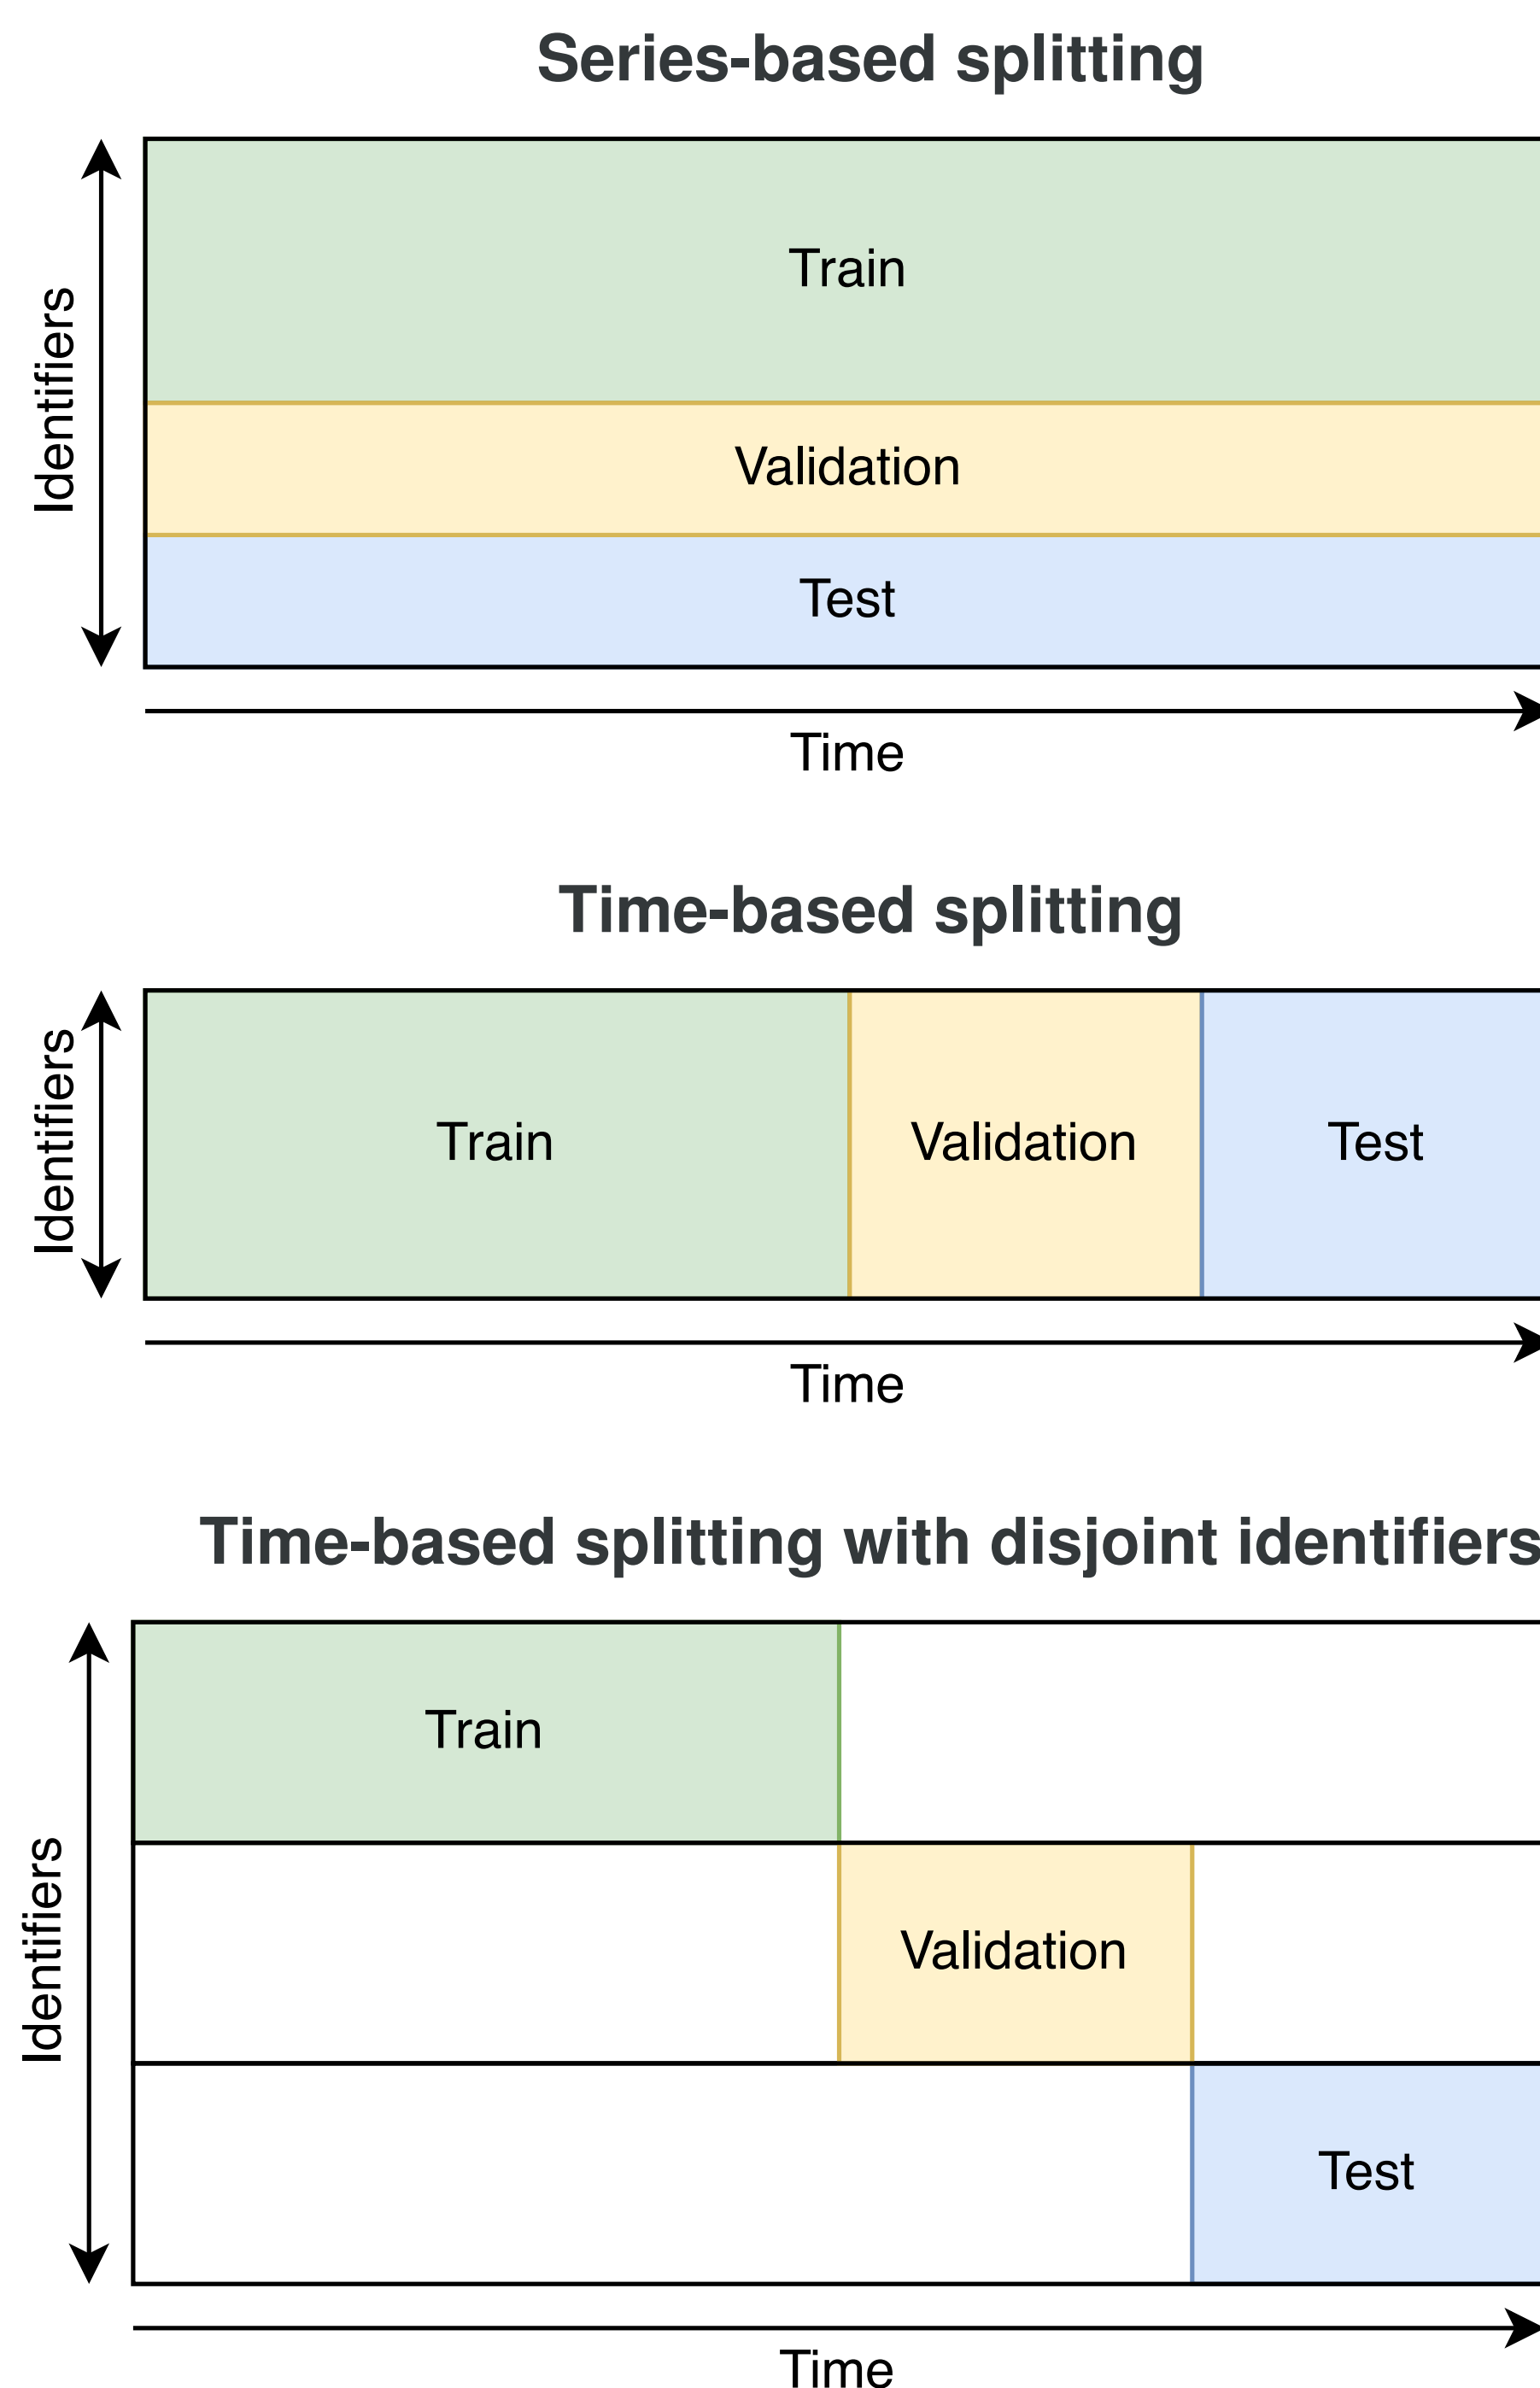 Series-based splitting
Identifiers
Train
Validation
Test
Time
Time-based splitting
Identifiers
Train
Validation
Test
Time
Time-based splitting with disjoint identifiers
Identifiers
Train
Validation
Test
Time